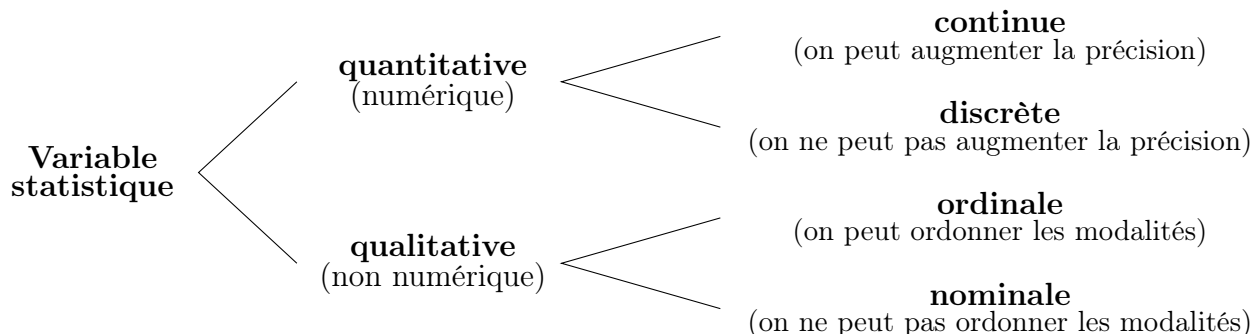 Variable
statistique
quantitative
(numérique)
continue
(on peut augmenter la précision)
discrète
(on ne peut pas augmenter la précision)
qualitative
(non numérique)
ordinale
(on peut ordonner les modalités)
nominale
(on ne peut pas ordonner les modalités)